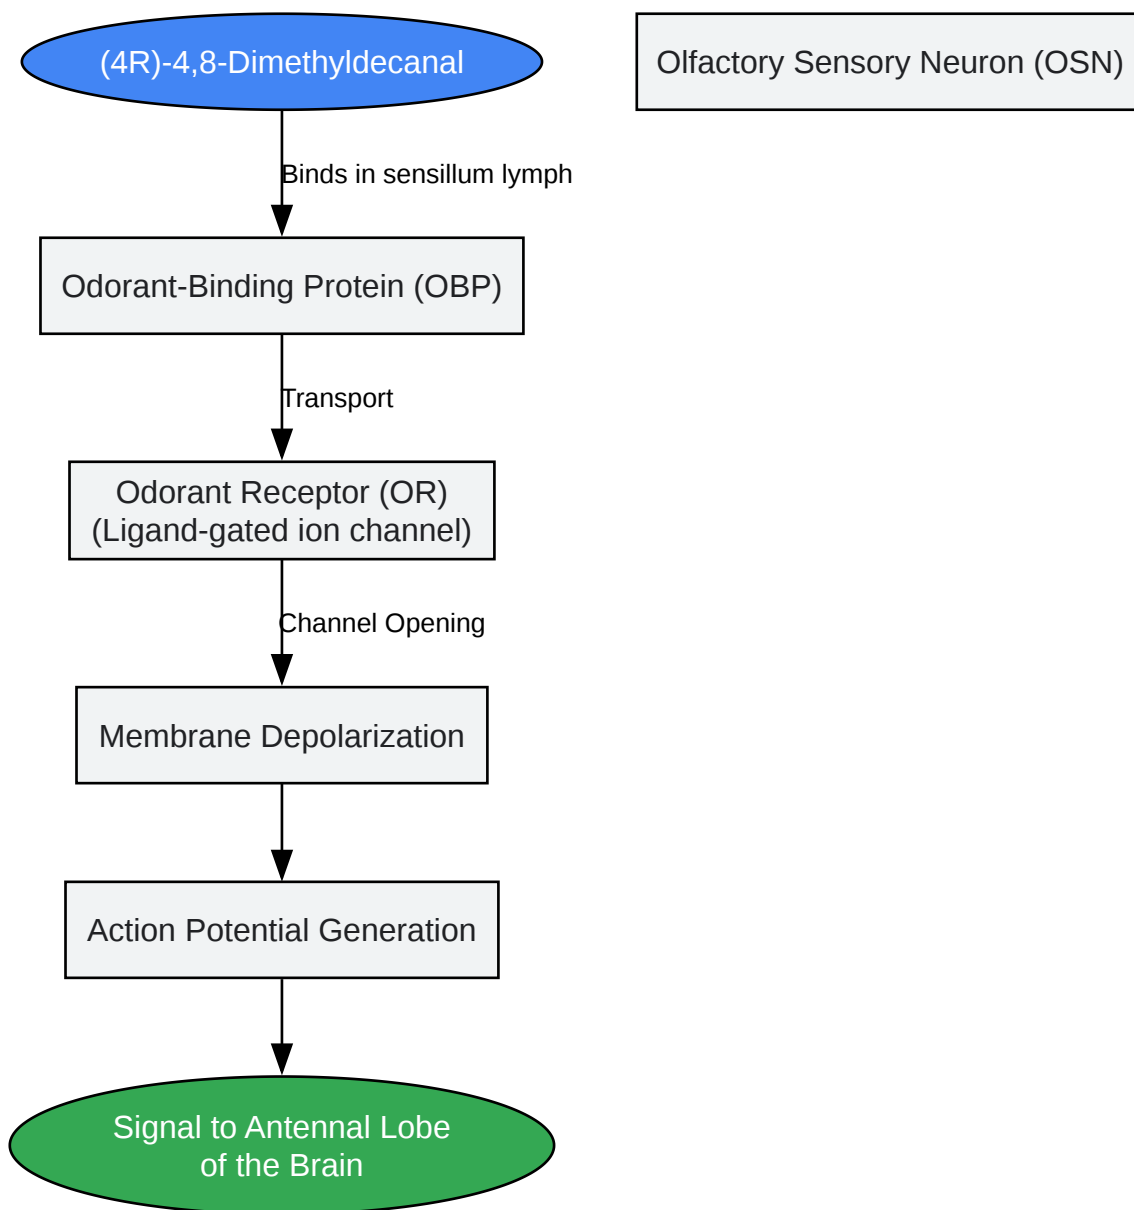 (4R)-4,8-Dimethyldecanal
Olfactory Sensory Neuron (OSN)
Binds in sensillum lymph
Odorant-Binding Protein (OBP)
Transport
Odorant Receptor (OR)
(Ligand-gated ion channel)
Channel Opening
Membrane Depolarization
Action Potential Generation
Signal to Antennal Lobe
of the Brain